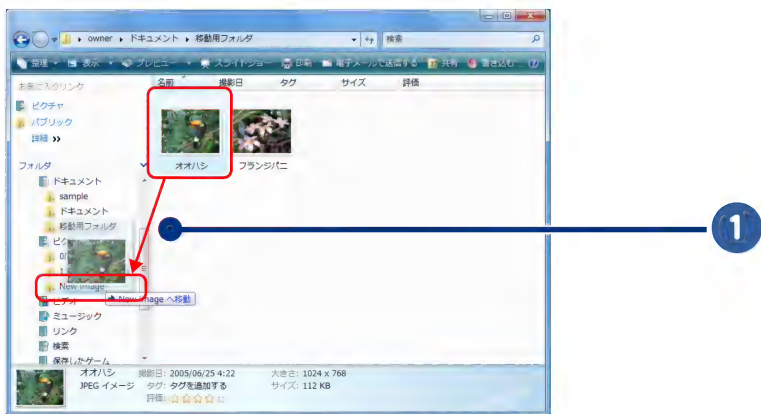 owner ドキュメント 移動用フォルダ
検索
整理 表示 プレビュー スライドショー 印刷 電子メールで送信する 共有 書き込む
お気に入りリンク
名前 撮影日 タグ サイズ 評価
ピクチャ
パブリック
詳細 >>
オオハシ フランジパニ
フォルダ
ドキュメント
sample
ドキュメント
移動用フォルダ
New Image
New Image へ移動
ビデオ
ミュージック
リンク
検索
保存したゲーム
オオハシ 撮影日: 2005/06/25 4:22 大きさ: 1024 x 768
JPEG イメージ タグ: タグを追加する サイズ: 112 KB
評価:
1